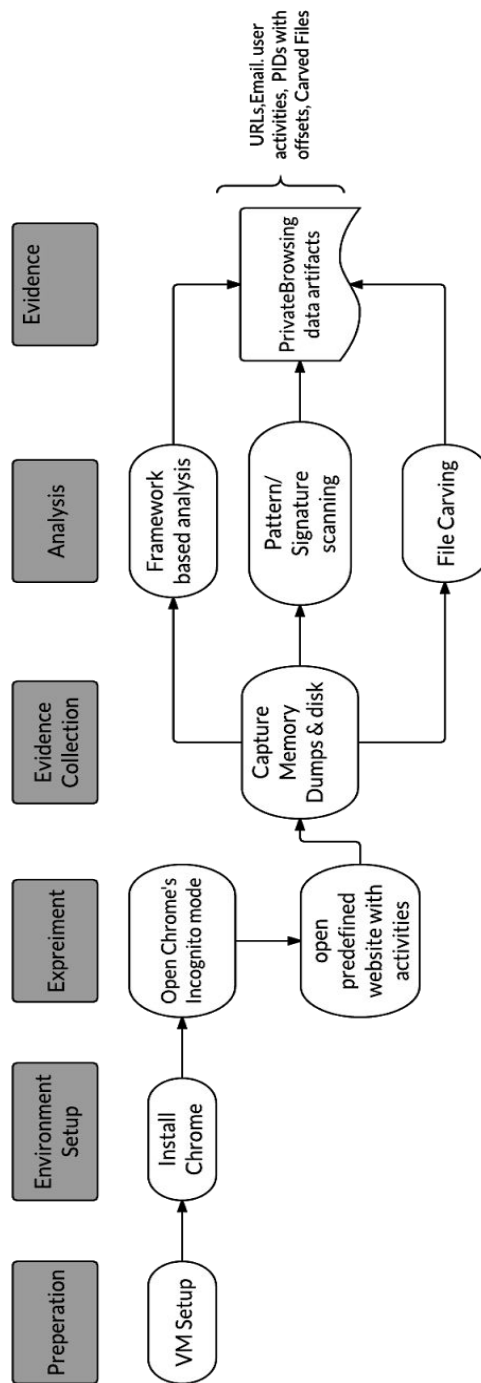 Preperation
Environment
Setup
Expreiment
Evidence
Collection
Analysis
Evidence
VM Setup
Install
Chrome
Open Chrome's
Incognito mode
open
predefined
website with
activities
Capture
Memory
Dumps & disk
Framework
based analysis
Pattern/
Signature
scanning
File Carving
PrivateBrowsing
data artifacts
URLs,Email. user
activities, PIDs with
offsets, Carved Files